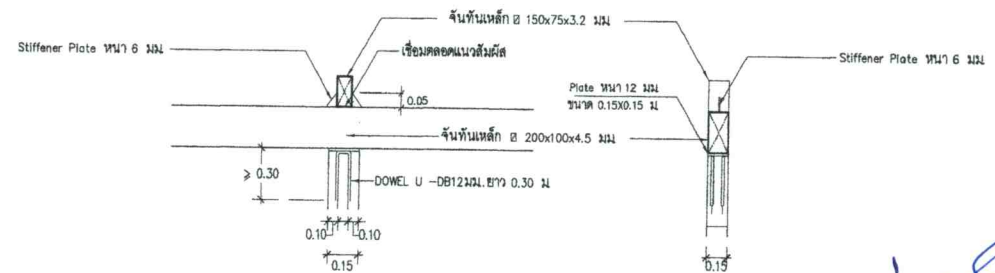 จันทันเหล็ก 150x75x3.2 มม
Stiffener Plate หนา 6 มม
เชื่อมตลอดแนวสัมผัส
Stiffener Plate หนา 6 มม
Plate หนา 12 มม
ขนาด 0.15X0.15 ม
0.05
จันทันเหล็ก 200x100x4.5 มม
≥ 0.30
DOWEL U -DB12มม.ยาว 0.30 ม
0.10
0.10
0.15
0.15